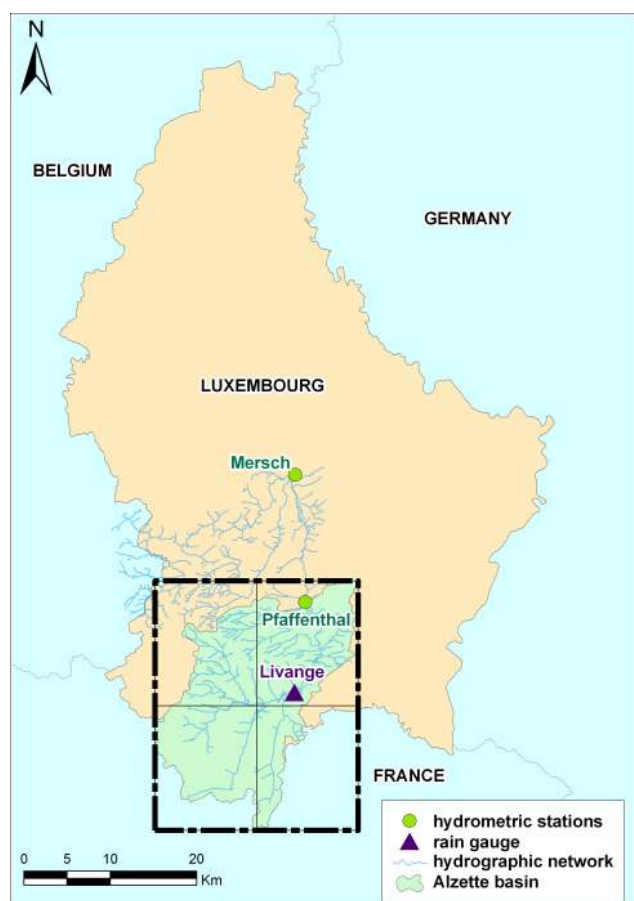 N
BELGIUM
GERMANY
LUXEMBOURG
Mersch
Pfaffenthal
Livange
FRANCE
hydrometric stations
rain gauge
hydrographic network
Alzette basin
0 5 10 20
Km